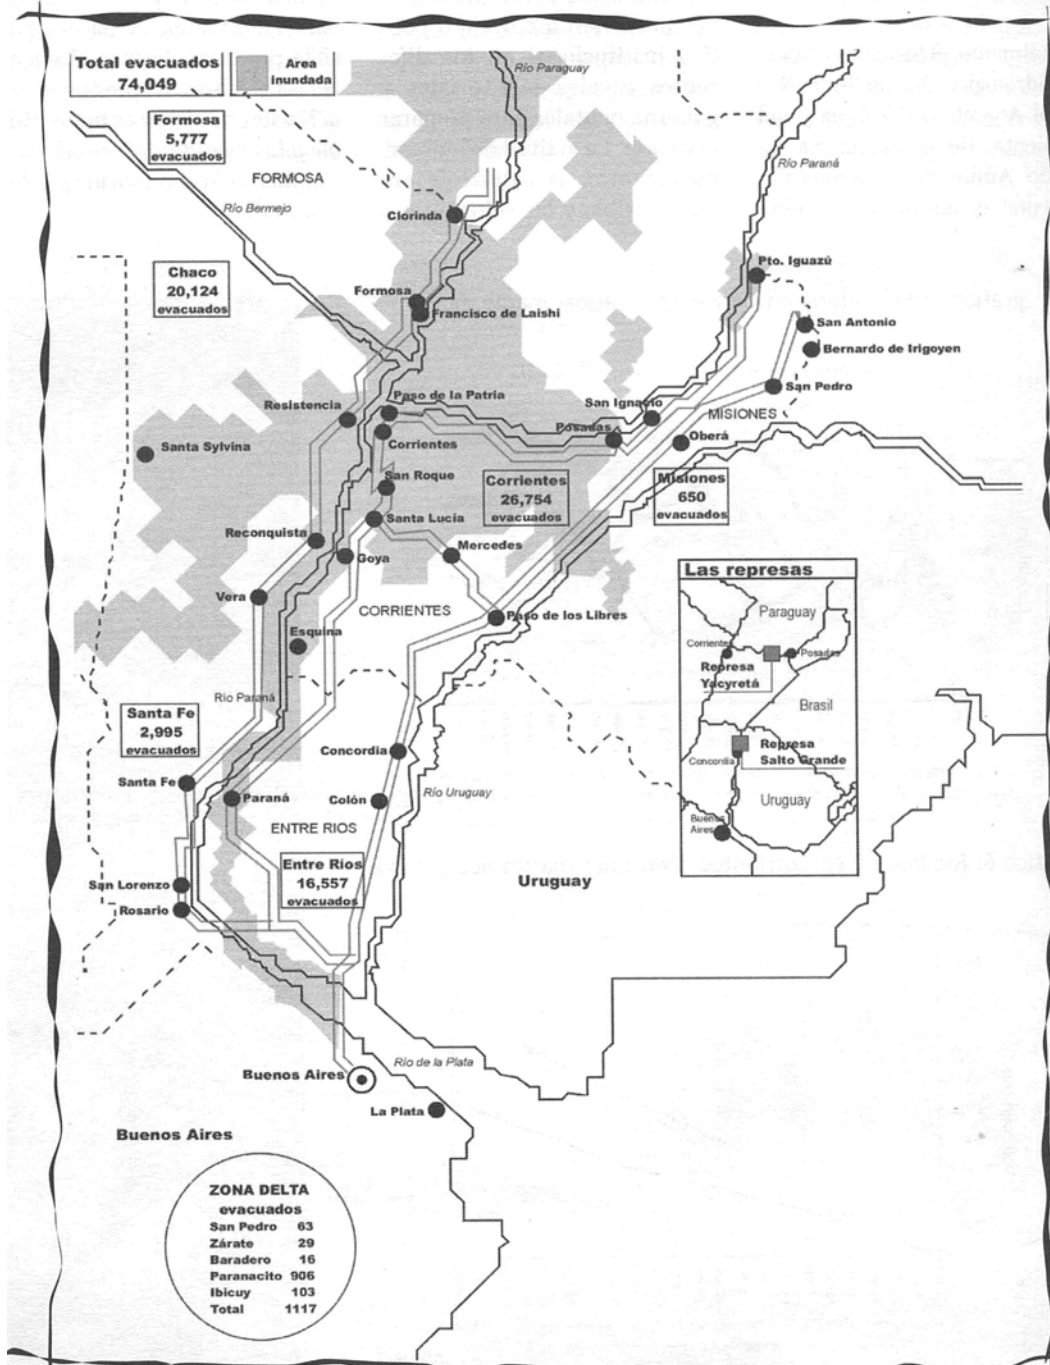 Total evacuados
74,049
Area
inundada
Formosa
5,777
evacuados
FORMOSA
Río Bermejo
Río Paraguay
Río Paraná
Clorinda
Chaco
20,124
evacuados
Formosa
Francisco de Laishi
Pto. Iguazú
San Antonio
Bernardo de Irigoyen
San Pedro
Resistencia
Paso de la Patria
San Ignacio
MISIONES
Posadas
Oberá
Corrientes
Santa Sylvina
San Roque
Corrientes
26,754
evacuados
Misiones
650
evacuados
Santa Lucía
Reconquista
Goya
Mercedes
Vera
CORRIENTES
Paso de los Libres
Esquina
Río Paraná
Las represas
Paraguay
Corrientes
Posadas
Represa
Yacyretá
Brasil
Represa
Salto Grande
Concordia
Uruguay
Buenos
Aires
Santa Fe
2,995
evacuados
Concordia
Santa Fe
Paraná
Colón
Río Uruguay
ENTRE RIOS
Entre Ríos
16,557
evacuados
Uruguay
San Lorenzo
Rosario
Buenos Aires
Río de la Plata
La Plata
Buenos Aires
ZONA DELTA
evacuados
San Pedro 63
Zárate 29
Baradero 16
Paranacito 906
Ibicuy 103
Total 1117